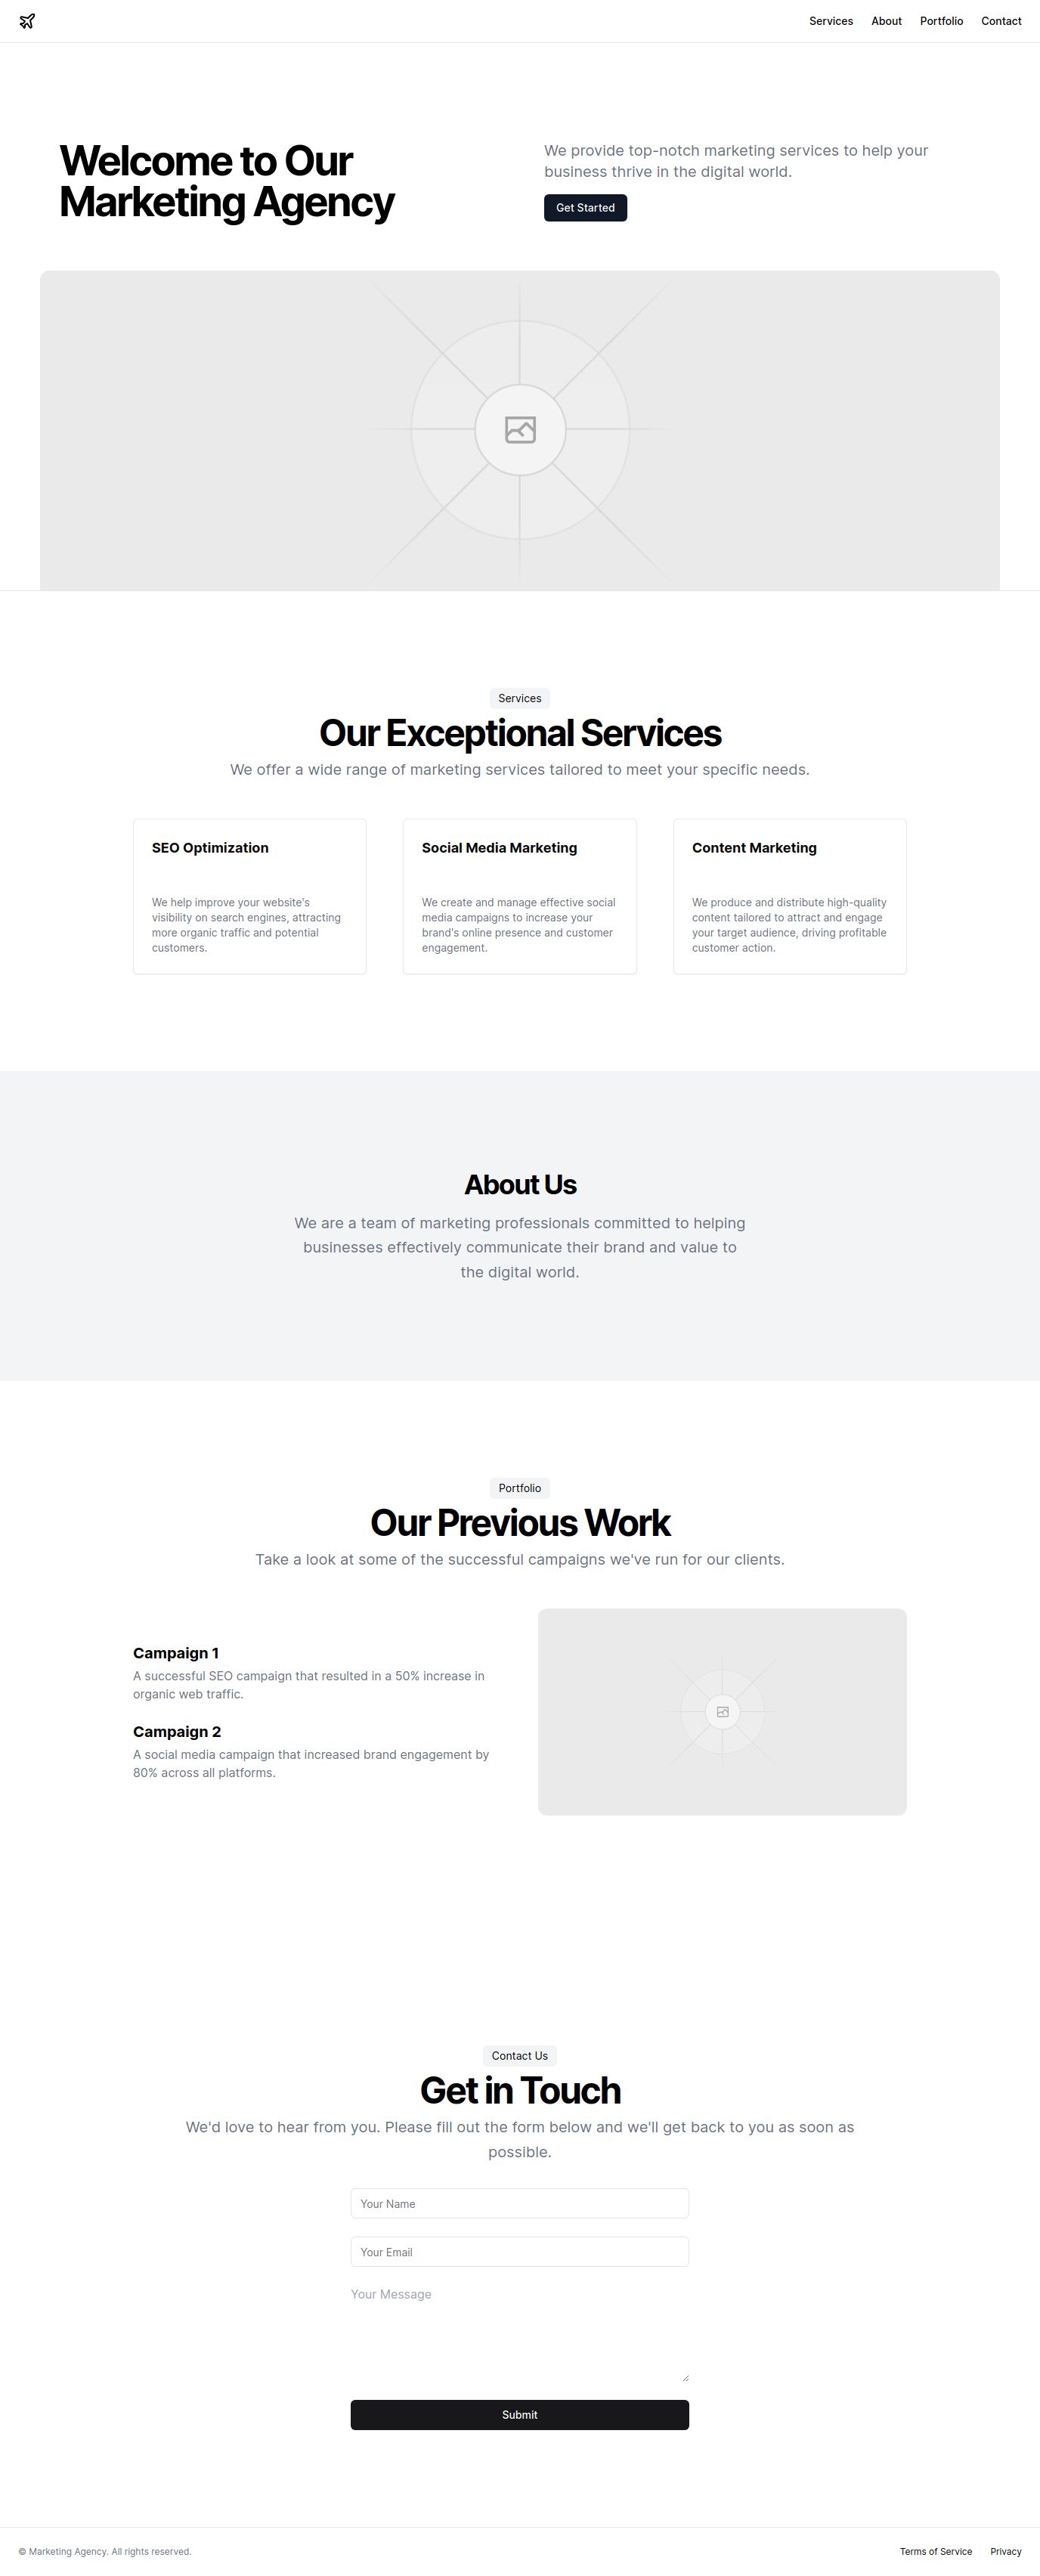 Services About Portfolio Contact
Welcome to Our
Marketing Agency
We provide top-notch marketing services to help your
business thrive in the digital world.
Get Started
Services
Our Exceptional Services
We offer a wide range of marketing services tailored to meet your specific needs.
SEO Optimization
We help improve your website's
visibility on search engines, attracting
more organic traffic and potential
customers.
Social Media Marketing
We create and manage effective social
media campaigns to increase your
brand's online presence and customer
engagement.
Content Marketing
We produce and distribute high-quality
content tailored to attract and engage
your target audience, driving profitable
customer action.
About Us
We are a team of marketing professionals committed to helping
businesses effectively communicate their brand and value to
the digital world.
Portfolio
Our Previous Work
Take a look at some of the successful campaigns we've run for our clients.
Campaign 1
A successful SEO campaign that resulted in a 50% increase in
organic web traffic.
Campaign 2
A social media campaign that increased brand engagement by
80% across all platforms.
Contact Us
Get in Touch
We'd love to hear from you. Please fill out the form below and we'll get back to you as soon as
possible.
Your Name
Your Email
Your Message
Submit
© Marketing Agency. All rights reserved.
Terms of Service Privacy